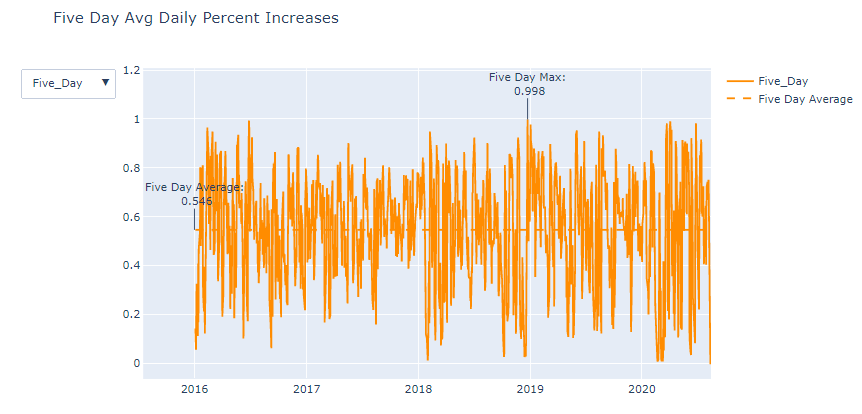 Five Day Avg Daily Percent Increases
Five_Day ▼
1.2
1
0.8
0.6
0.4
0.2
0
Five Day Max:
0.998
Five Day Average:
0.546
Five_Day
Five Day Average
2016 2017 2018 2019 2020